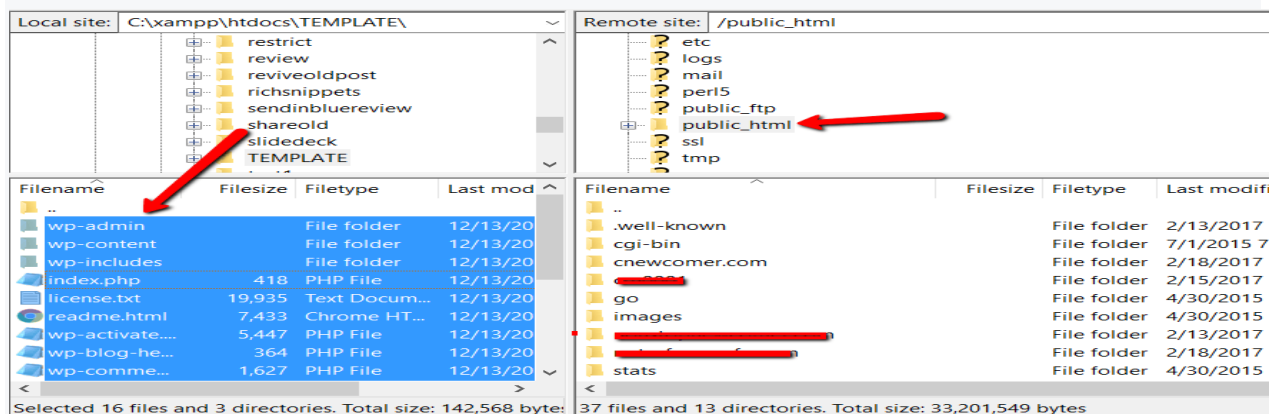 Local site: C:\xampp\htdocs\TEMPLATE\
restrict
review
reviveoldpost
richsnippets
sendinbluereview
shareold
slidedeck
TEMPLATE
Filename Filesize Filetype Last mod
..
wp-admin File folder 12/13/20
wp-content File folder 12/13/20
wp-includes File folder 12/13/20
index.php 418 PHP File 12/13/20
license.txt 19,935 Text Docum... 12/13/20
readme.html 7,433 Chrome HT... 12/13/20
wp-activate.... 5,447 PHP File 12/13/20
wp-blog-he... 364 PHP File 12/13/20
wp-comme... 1,627 PHP File 12/13/20
Selected 16 files and 3 directories. Total size: 142,568 bytes
Remote site: /public_html
etc
logs
mail
perl5
public_ftp
public_html
ssl
tmp
Filename Filesize Filetype Last modifi
..
.well-known File folder 2/13/2017
cgi-bin File folder 7/1/2015 7
cnewcomer.com File folder 2/18/2017
File folder 2/15/2017
go File folder 4/30/2015
images File folder 4/30/2015
File folder 2/13/2017
File folder 2/18/2017
stats File folder 4/30/2015
37 files and 13 directories. Total size: 33,201,549 bytes